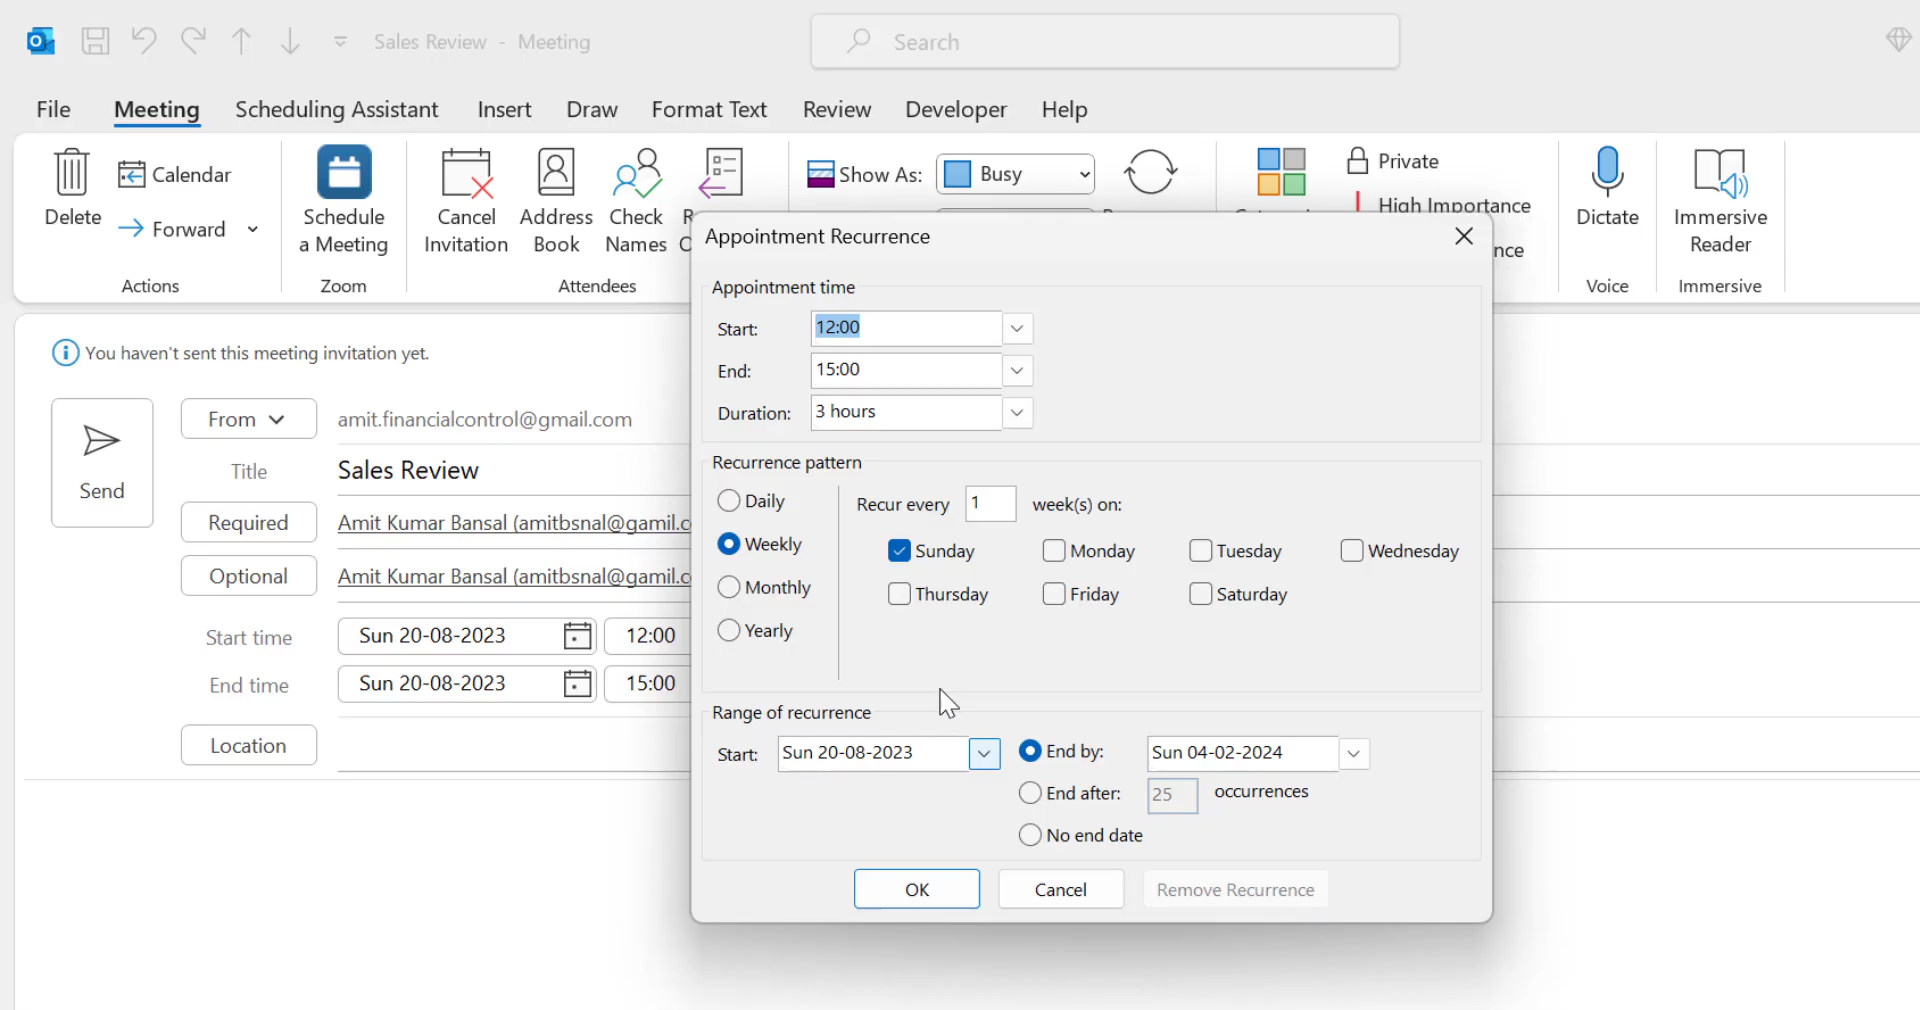 Sales Review - Meeting
Search
File Meeting Scheduling Assistant Insert Draw Format Text Review Developer Help
Delete
Calendar
Forward
Actions
Schedule
a Meeting
Zoom
Cancel
Invitation
Address
Book
Check
Names
Attendees
Show As: Busy
Private
High Importance
Dictate
Voice
Immersive
Reader
Immersive
You haven't sent this meeting invitation yet.
Send
From amit.financialcontrol@gmail.com
Title Sales Review
Required Amit Kumar Bansal (amitbsnal@gamil.c
Optional Amit Kumar Bansal (amitbsnal@gamil.c
Start time Sun 20-08-2023 12:00
End time Sun 20-08-2023 15:00
Location
Appointment Recurrence
Appointment time
Start: 12:00
End: 15:00
Duration: 3 hours
Recurrence pattern
Daily
Weekly
Monthly
Yearly
Recur every 1 week(s) on:
Sunday Monday Tuesday Wednesday
Thursday Friday Saturday
Range of recurrence
Start: Sun 20-08-2023
End by: Sun 04-02-2024
End after: 25 occurrences
No end date
OK Cancel Remove Recurrence